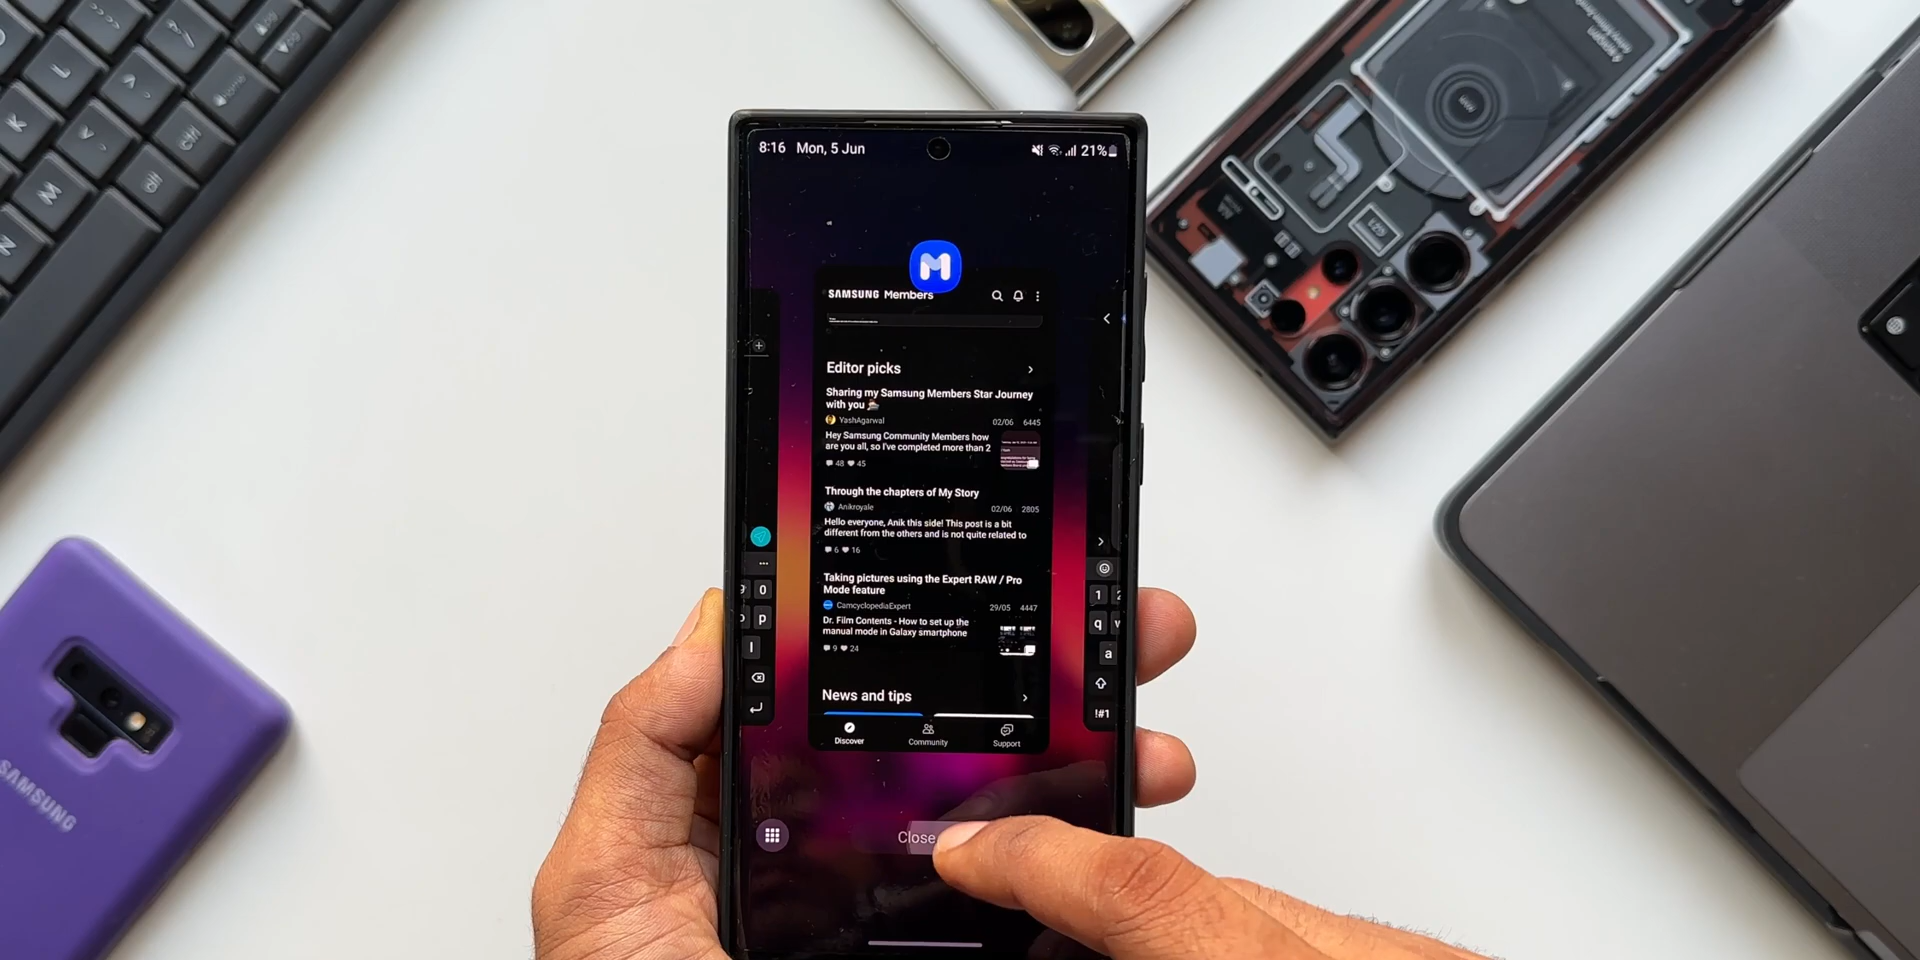 8:16 Mon, 5 Jun
21%
SAMSUNG Members
Editor picks
Sharing my Samsung Members Star Journey
with you
YashAgarwal
02/06 6445
Hey Samsung Community Members how
are you all, so I've completed more than 2
48 45
Through the chapters of My Story
Anikroyale
02/06 2805
Hello everyone, Anik this side! This post is a bit
different from the others and is not quite related to
6 16
Taking pictures using the Expert RAW / Pro
Mode feature
CamcyclopediaExpert
29/05 4447
Dr. Film Contents - How to set up the
manual mode in Galaxy smartphone
9 24
News and tips
Discover
Community
Support
0
p
l
1
q
a
!#1
Close
SAMSUNG